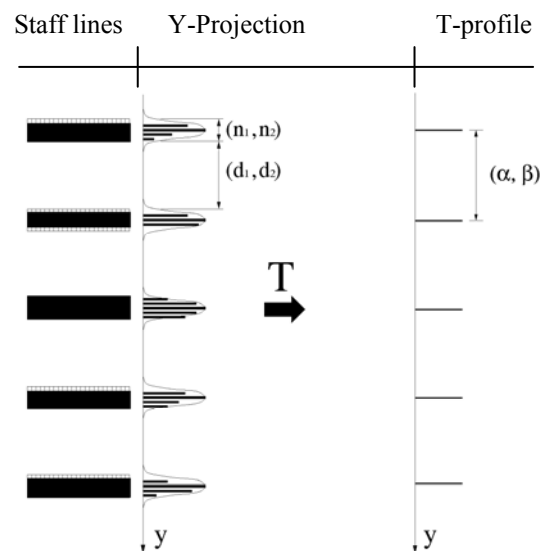 Staff lines Y-Projection T-profile
(n₁,n₂)
(d₁,d₂)
(α, β)
T
y y